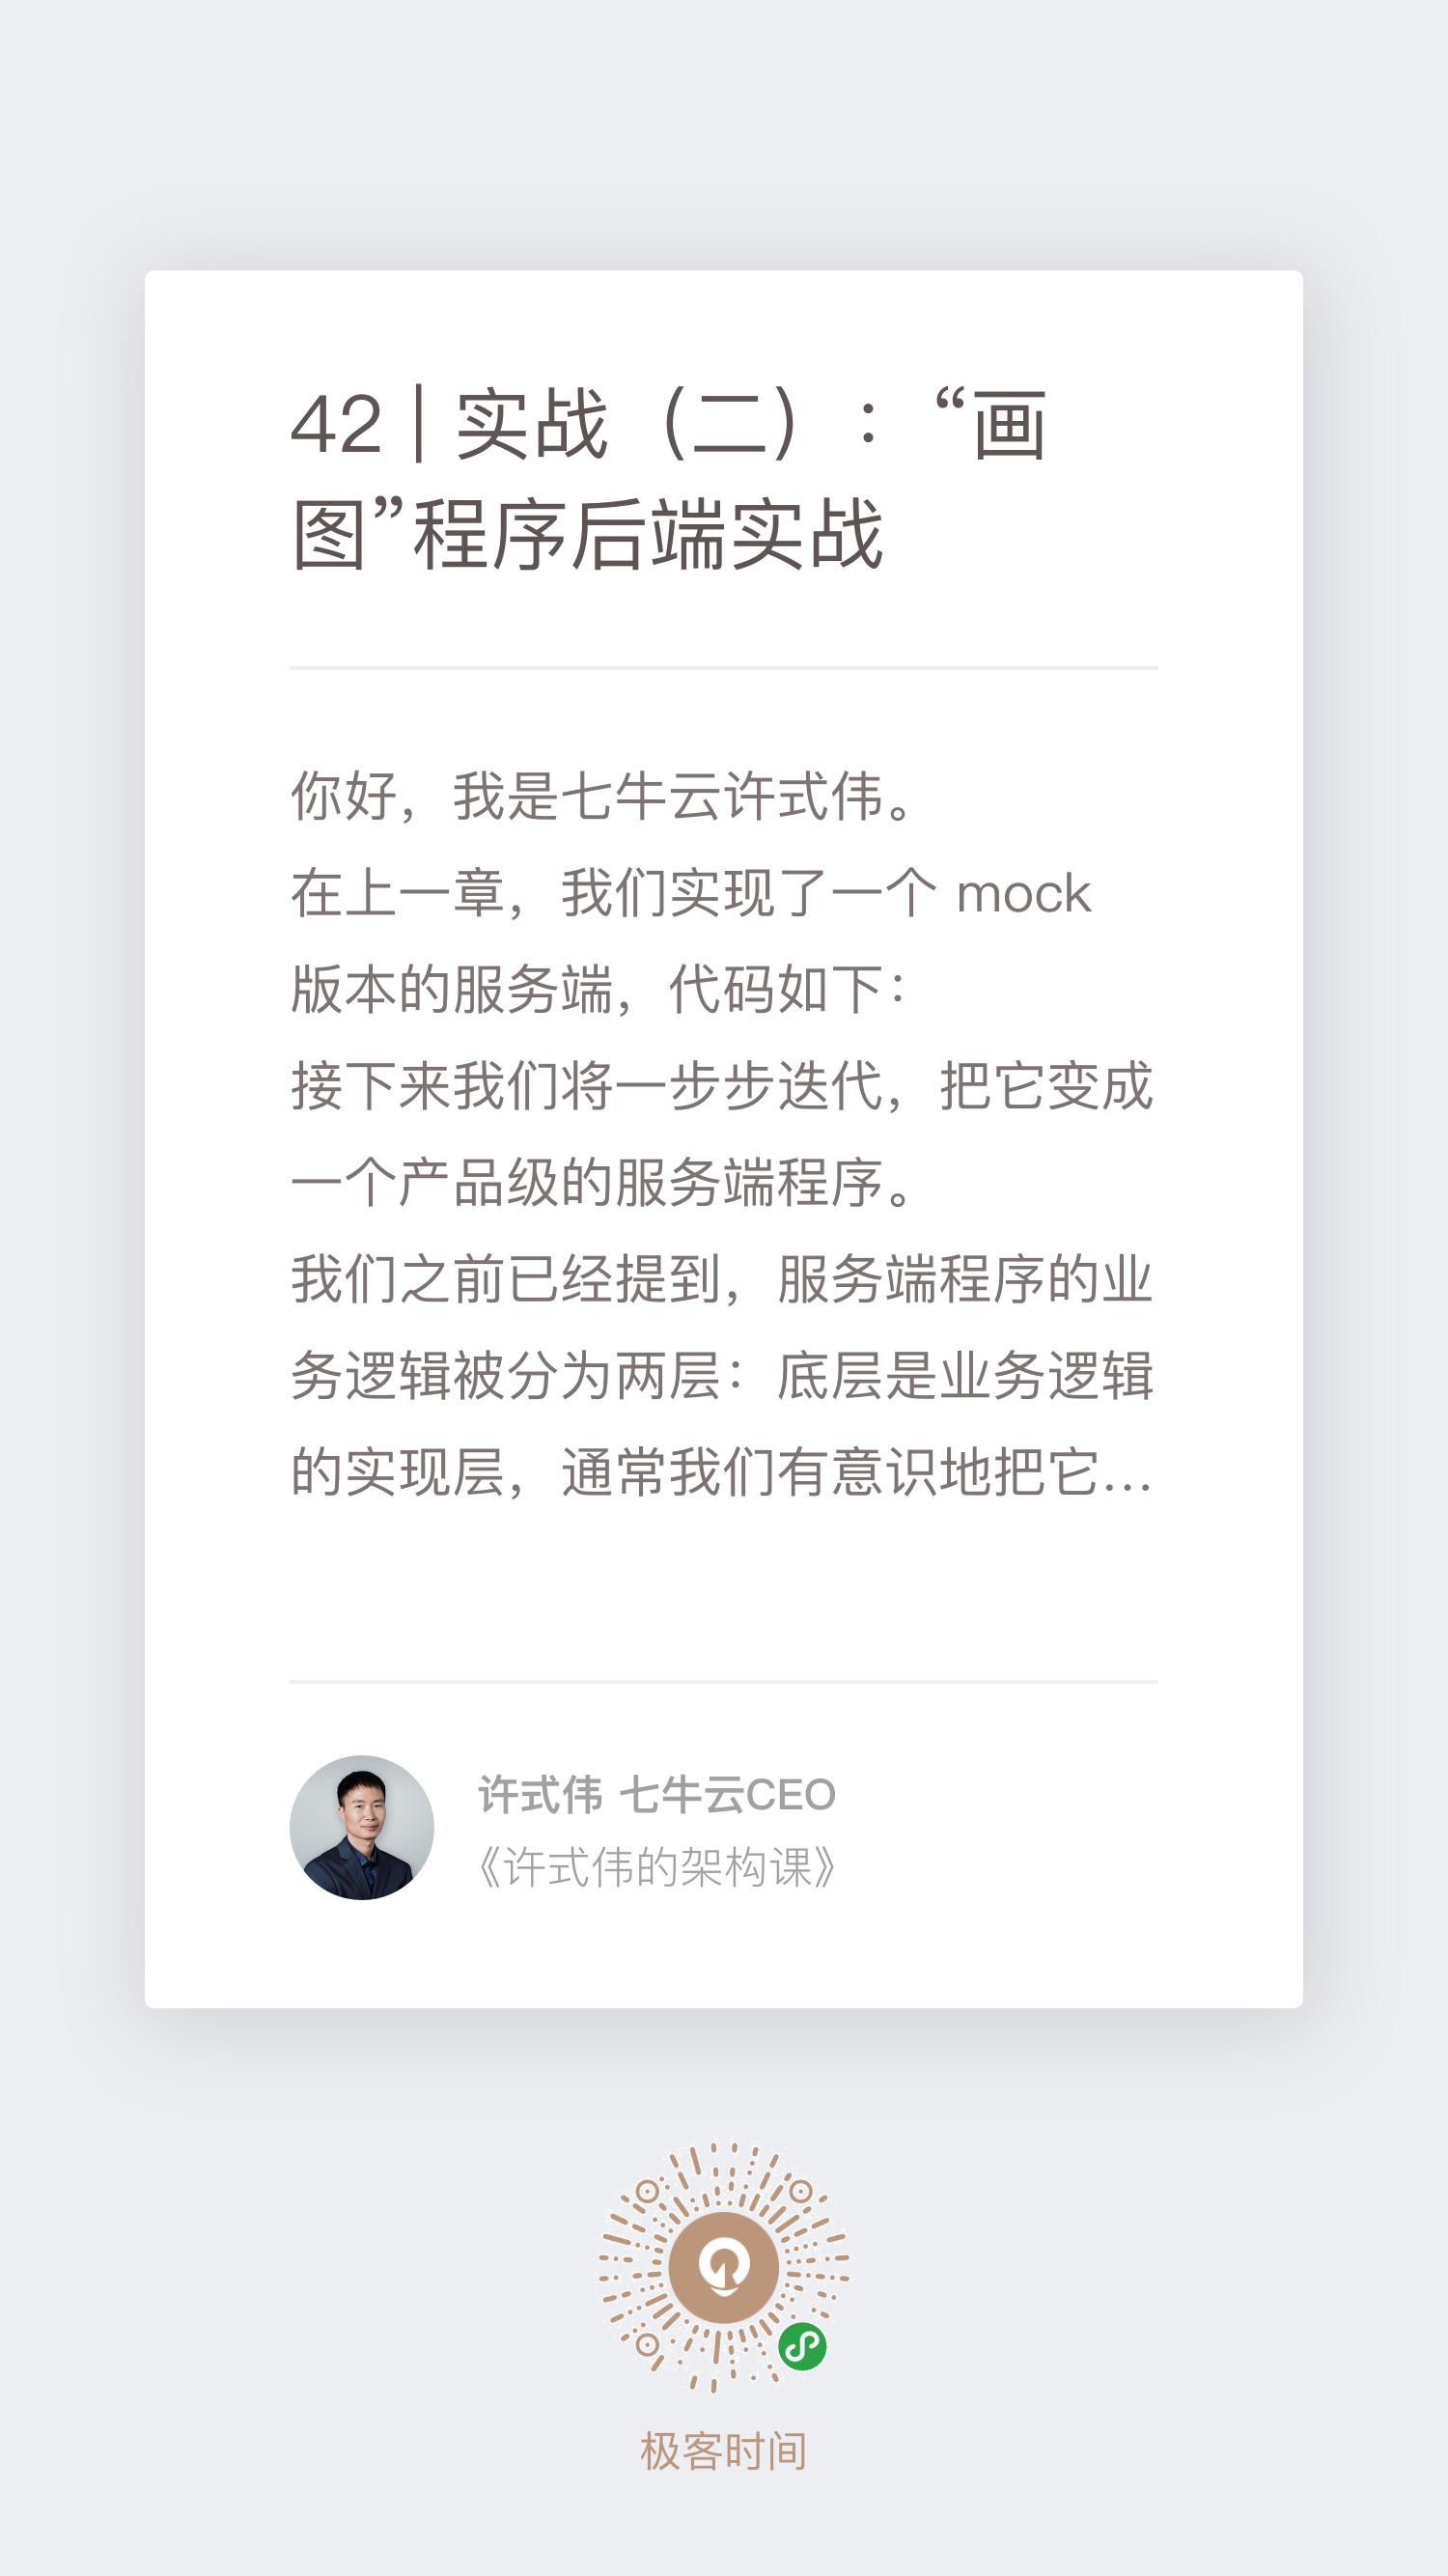 42 | 实战（二）：“画
图”程序后端实战
你好，我是七牛云许式伟。
在上一章，我们实现了一个 mock
版本的服务端，代码如下：
接下来我们将一步步迭代，把它变成
一个产品级的服务端程序。
我们之前已经提到，服务端程序的业
务逻辑被分为两层：底层是业务逻辑
的实现层，通常我们有意识地把它...
许式伟 七牛云CEO
《许式伟的架构课》
极客时间